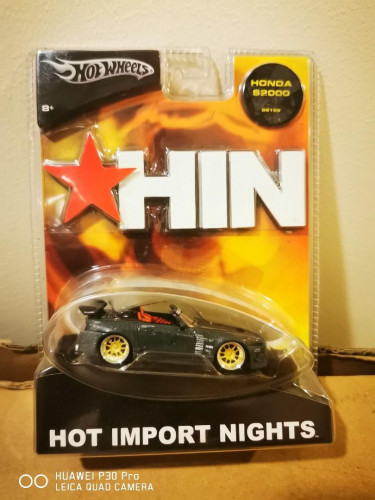 HOT WHEELS
8+
HONDA
S2000
HIN
HOT IMPORT NIGHTS
HUAWEI P30 Pro
LEICA QUAD CAMERA